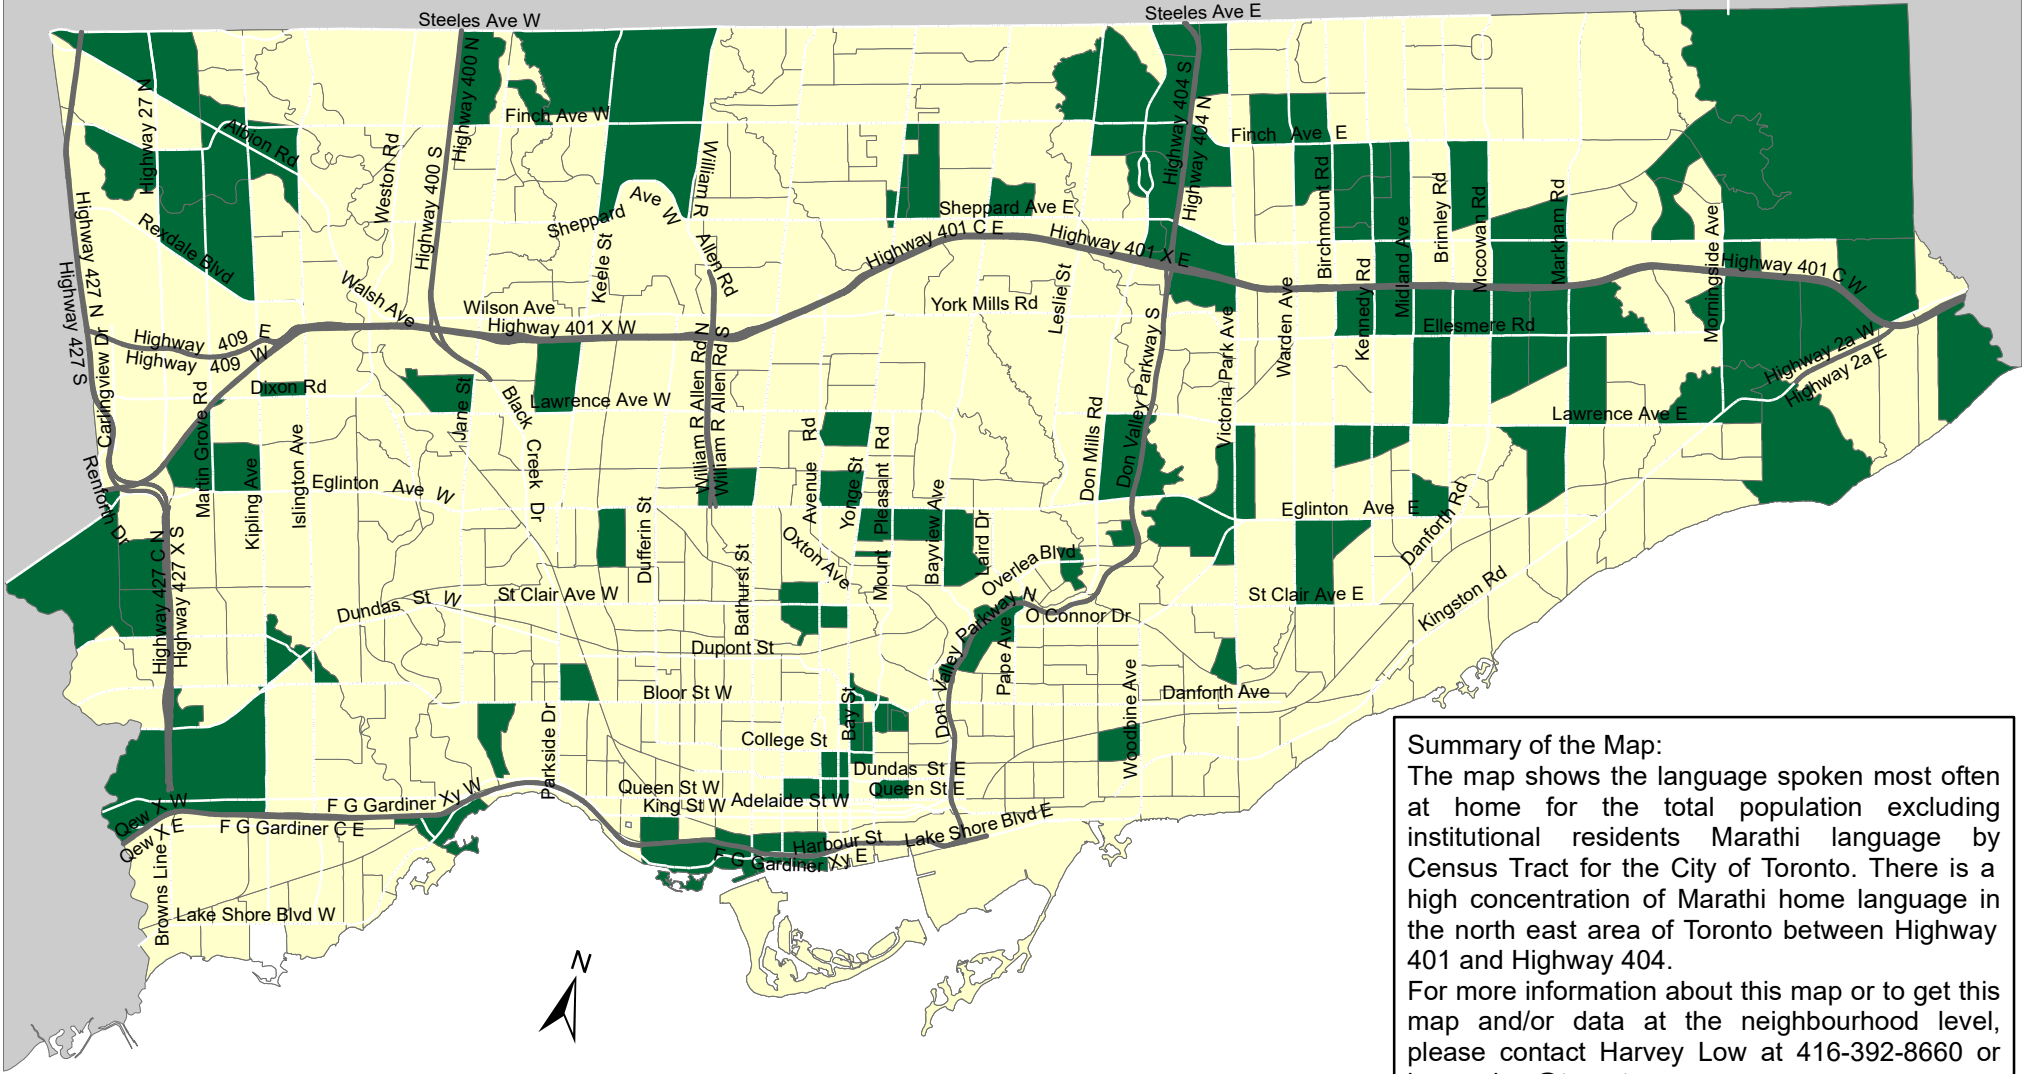 Steeles Ave W
Steeles Ave E
Highway 27 N
Albion Rd
Highway 400 N
Finch Ave W
Weston Rd
Highway 400 S
Highway 404 S
Highway 404 N
Finch Ave E
William R
Allen Rd
Sheppard Ave W
Keele St
Sheppard Ave E
Highway 401 C E
Highway 401 X E
Birchmount Rd
Kennedy Rd
Midland Ave
Brimley Rd
Mccowan Rd
Markham Rd
Morningside Ave
Highway 401 C W
Highway 427 N
Highway 427 S
Rexdale Blvd
Walsh Ave
Wilson Ave
Highway 401 X W
York Mills Rd
Leslie St
Warden Ave
Victoria Park Ave
Ellesmere Rd
Highway 2a W
Highway 2a E
Highway 409 E
Highway 409 W
Carlingview Dr
Dixon Rd
Martin Grove Rd
Jane St
Black Creek Dr
Lawrence Ave W
William R Allen Rd N
William R Allen Rd S
Lawrence Ave E
Don Mills Rd
Don Valley Parkway S
Renforth Dr
Kipling Ave
Islington Ave
Eglinton Ave W
Avenue Rd
Yonge St
Mount Pleasant Rd
Bayview Ave
Laird Dr
Eglinton Ave E
Danforth Rd
Highway 427 C N
Highway 427 X S
Dufferin St
Bathurst St
Oxton Ave
Overlea Blvd
Dundas St W
St Clair Ave W
St Clair Ave E
Kingston Rd
Don Valley Parkway N
O Connor Dr
Pape Ave
Dupont St
Bloor St W
Bay St
Woodbine Ave
Danforth Ave
Parkside Dr
College St
Dundas St E
Queen St W
Queen St E
King St W
Adelaide St W
F G Gardiner Xy W
F G Gardiner C E
Qew X W
Qew X E
Browns Line
Harbour St
Lake Shore Blvd E
F G Gardiner Xy E
Lake Shore Blvd W
N
Summary of the Map:
The map shows the language spoken most often
at home for the total population excluding
institutional residents Marathi language by
Census Tract for the City of Toronto. There is a
high concentration of Marathi home language in
the north east area of Toronto between Highway
401 and Highway 404.
For more information about this map or to get this
map and/or data at the neighbourhood level,
please contact Harvey Low at 416-392-8660 or